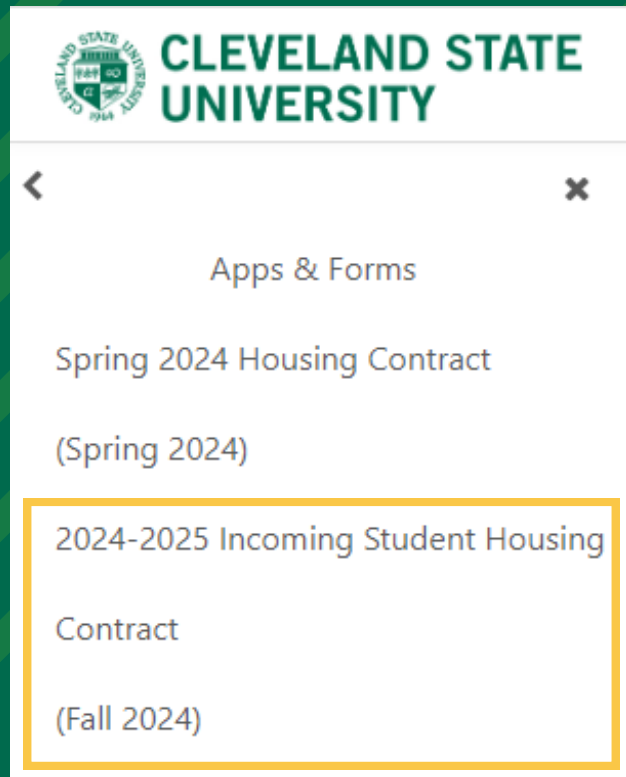 CLEVELAND STATE
UNIVERSITY
Apps & Forms
Spring 2024 Housing Contract
(Spring 2024)
2024-2025 Incoming Student Housing
Contract
(Fall 2024)